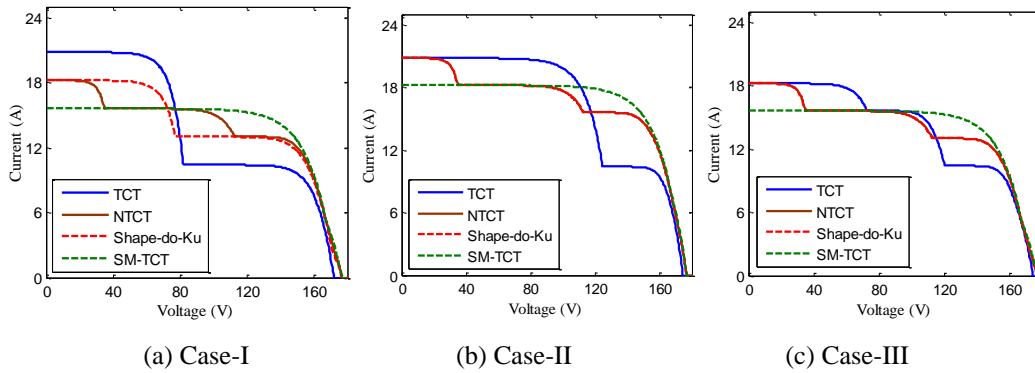 24
18
12
6
0
Current (A)
TCT
NTCT
Shape-do-Ku
SM-TCT
0 40 80 120 160
Voltage (V)
(a) Case-I
24
18
12
6
0
Current (A)
TCT
NTCT
Shape-do-Ku
SM-TCT
0 40 80 120 160
Voltage (V)
(b) Case-II
24
18
12
6
0
Current (A)
TCT
NTCT
Shape-do-Ku
SM-TCT
0 40 80 120 160
Voltage (V)
(c) Case-III